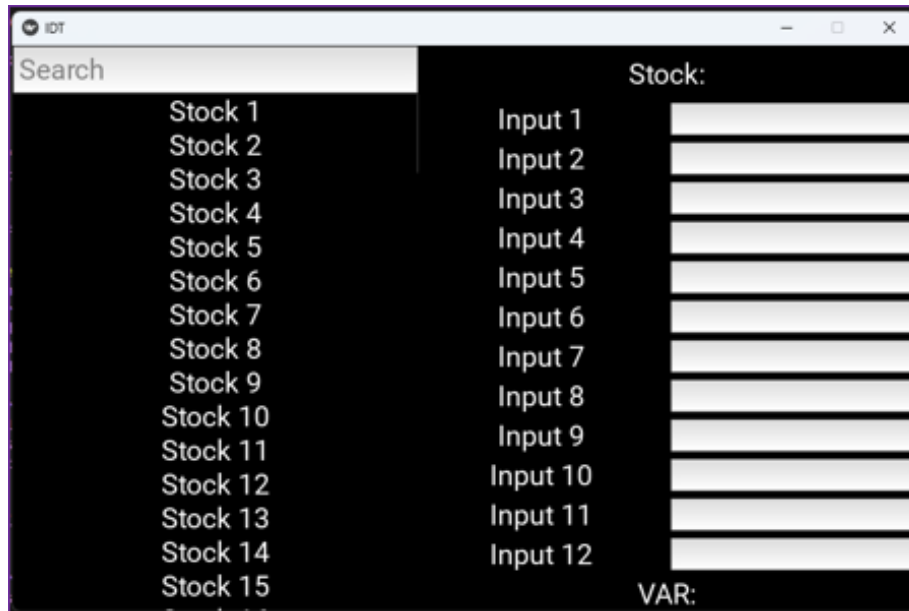 IDT
Search
Stock 1
Stock 2
Stock 3
Stock 4
Stock 5
Stock 6
Stock 7
Stock 8
Stock 9
Stock 10
Stock 11
Stock 12
Stock 13
Stock 14
Stock 15
Stock:
Input 1
Input 2
Input 3
Input 4
Input 5
Input 6
Input 7
Input 8
Input 9
Input 10
Input 11
Input 12
VAR: